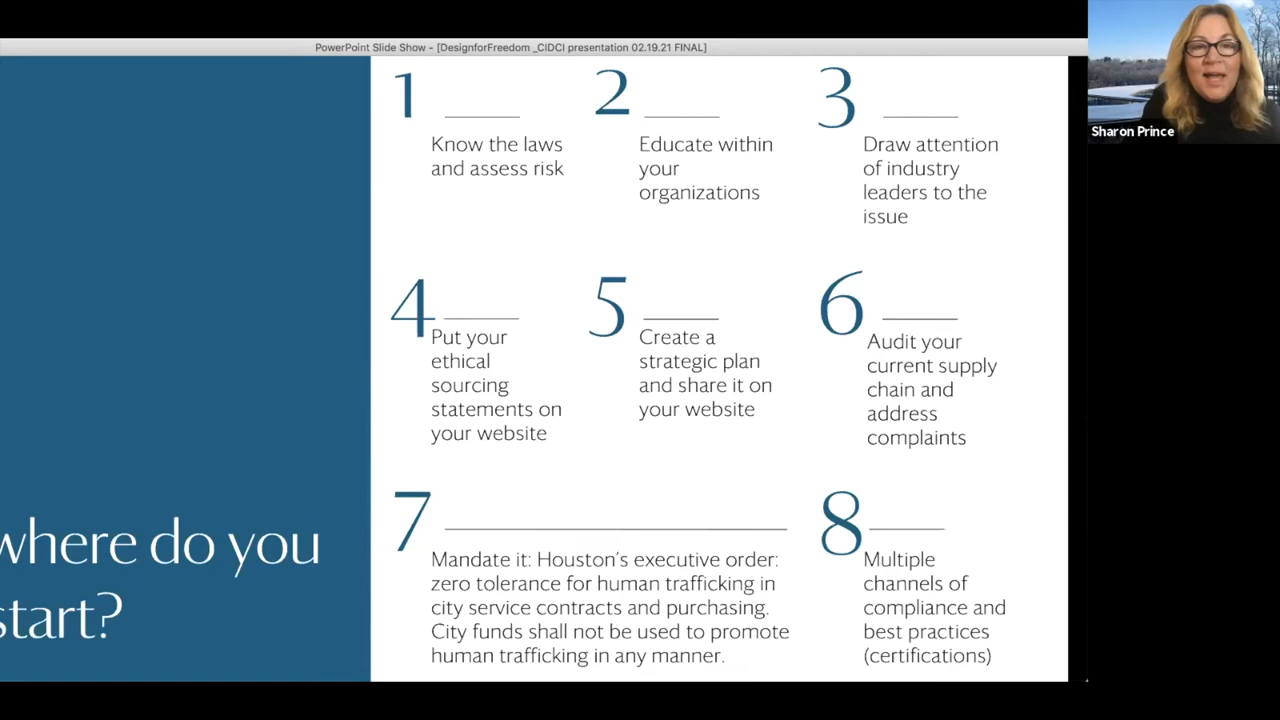 PowerPoint Slide Show - [DesignforFreedom _CIDCI presentation 02.19.21 FINAL]
Sharon Prince
where do you
start?
1
Know the laws
and assess risk
2
Educate within
your
organizations
3
Draw attention
of industry
leaders to the
issue
4
Put your
ethical
sourcing
statements on
your website
5
Create a
strategic plan
and share it on
your website
6
Audit your
current supply
chain and
address
complaints
7
Mandate it: Houston's executive order:
zero tolerance for human trafficking in
city service contracts and purchasing.
City funds shall not be used to promote
human trafficking in any manner.
8
Multiple
channels of
compliance and
best practices
(certifications)